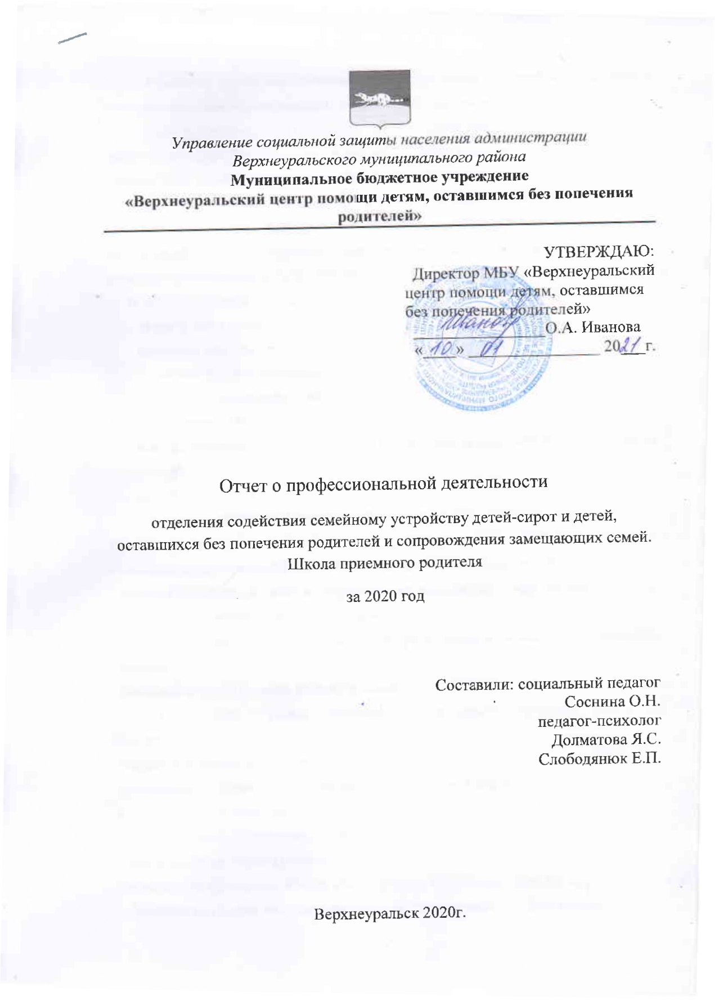 Управление социальной защиты населения администрации
Верхнеуральского муниципального района
Муниципальное бюджетное учреждение
«Верхнеуральский центр помощи детям, оставшимся без попечения
родителей»
УТВЕРЖДАЮ:
Директор МБУ «Верхнеуральский
центр помощи детям, оставшимся
без попечения родителей»
Иванова О.А. Иванова
«10» 01 2021 г.
Отчет о профессиональной деятельности
отделения содействия семейному устройству детей-сирот и детей,
оставшихся без попечения родителей и сопровождения замещающих семей.
Школа приемного родителя
за 2020 год
Составили: социальный педагог
Соснина О.Н.
педагог-психолог
Долматова Я.С.
Слободянюк Е.П.
Верхнеуральск 2020г.